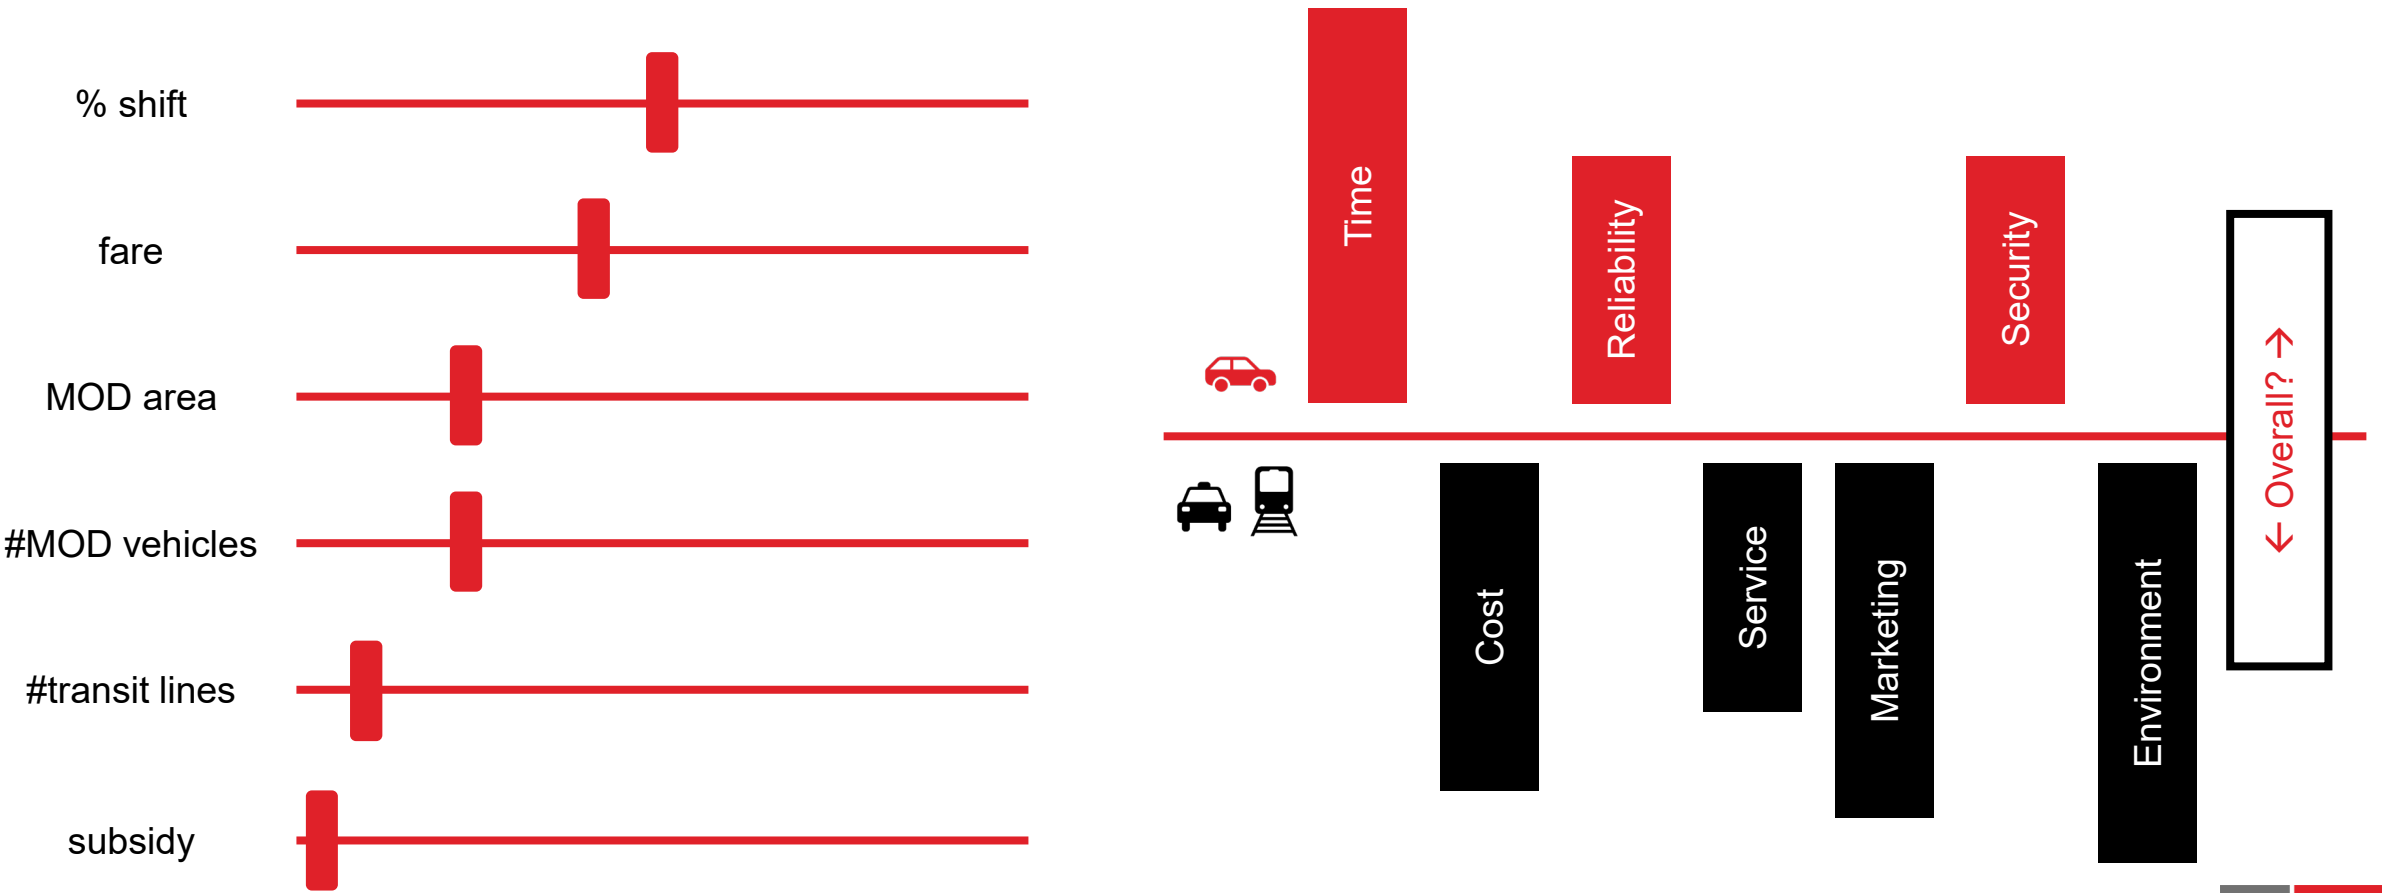 % shift
fare
MOD area
#MOD vehicles
#transit lines
subsidy
Time
Cost
Reliability
Service
Marketing
Security
Environment
← Overall? →